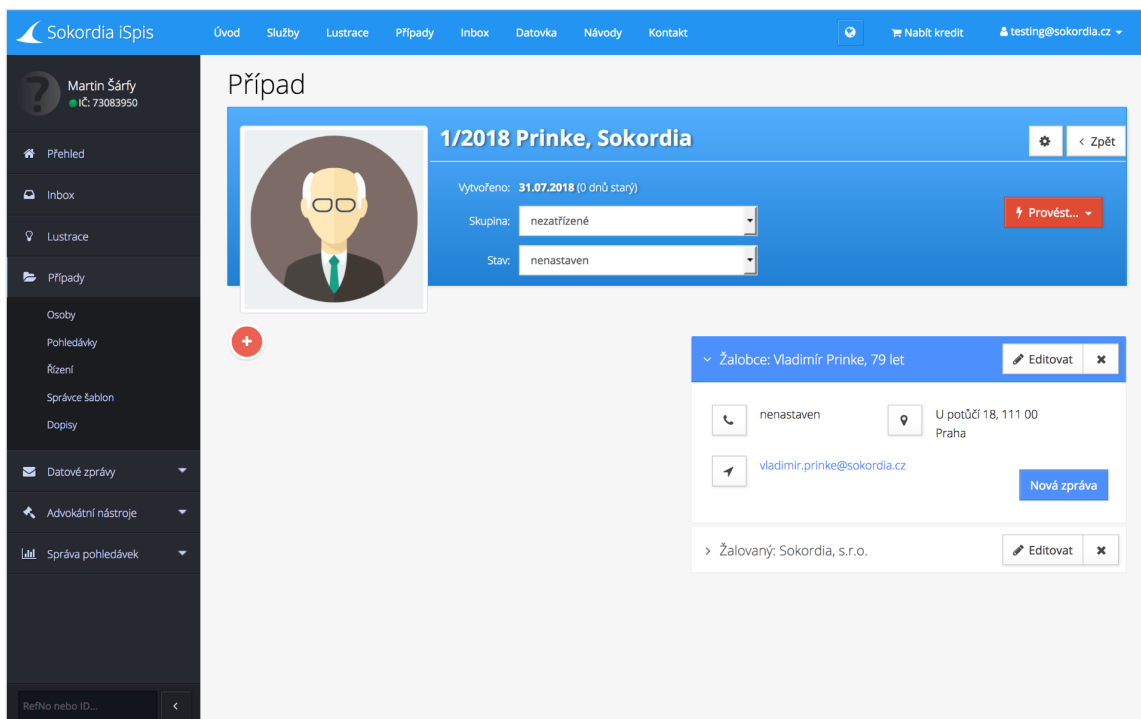 Sokordia iSpis
Úvod Služby Lustrace Případy Inbox Datovka Návody Kontakt
Nabít kredit
testing@sokordia.cz
Martin Šárfy
IČ: 73083950
Přehled
Inbox
Lustrace
Případy
Osoby
Pohledávky
Řízení
Správce šablon
Dopisy
Datové zprávy
Advokátní nástroje
Správa pohledávek
RefNo nebo ID...
Případ
1/2018 Prinke, Sokordia
Zpět
Vytvořeno: 31.07.2018 (0 dnů starý)
Skupina: nezatřízené
Stav: nenastaven
Provést...
Žalobce: Vladimír Prinke, 79 let
Editovat
nenastaven
U potůčí 18, 111 00
Praha
vladimir.prinke@sokordia.cz
Nová zpráva
Žalovaný: Sokordia, s.r.o.
Editovat